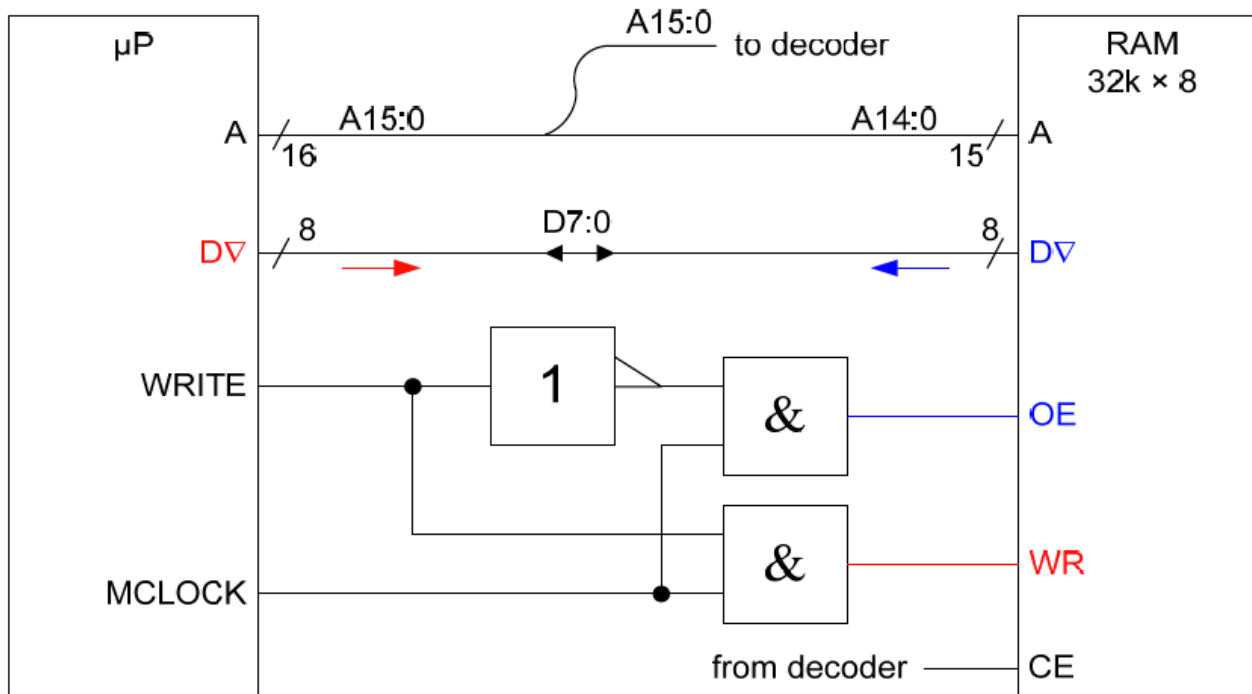 µP
A15:0
to decoder
RAM
32k × 8
A
A15:0
16
A14:0
15
A
D∇
8
D7:0
8
D∇
WRITE
1
&
OE
&
WR
MCLOCK
from decoder
CE